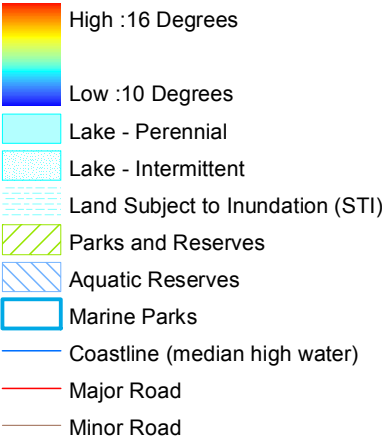 High :16 Degrees
Low :10 Degrees
Lake - Perennial
Lake - Intermittent
Land Subject to Inundation (STI)
Parks and Reserves
Aquatic Reserves
Marine Parks
Coastline (median high water)
Major Road
Minor Road